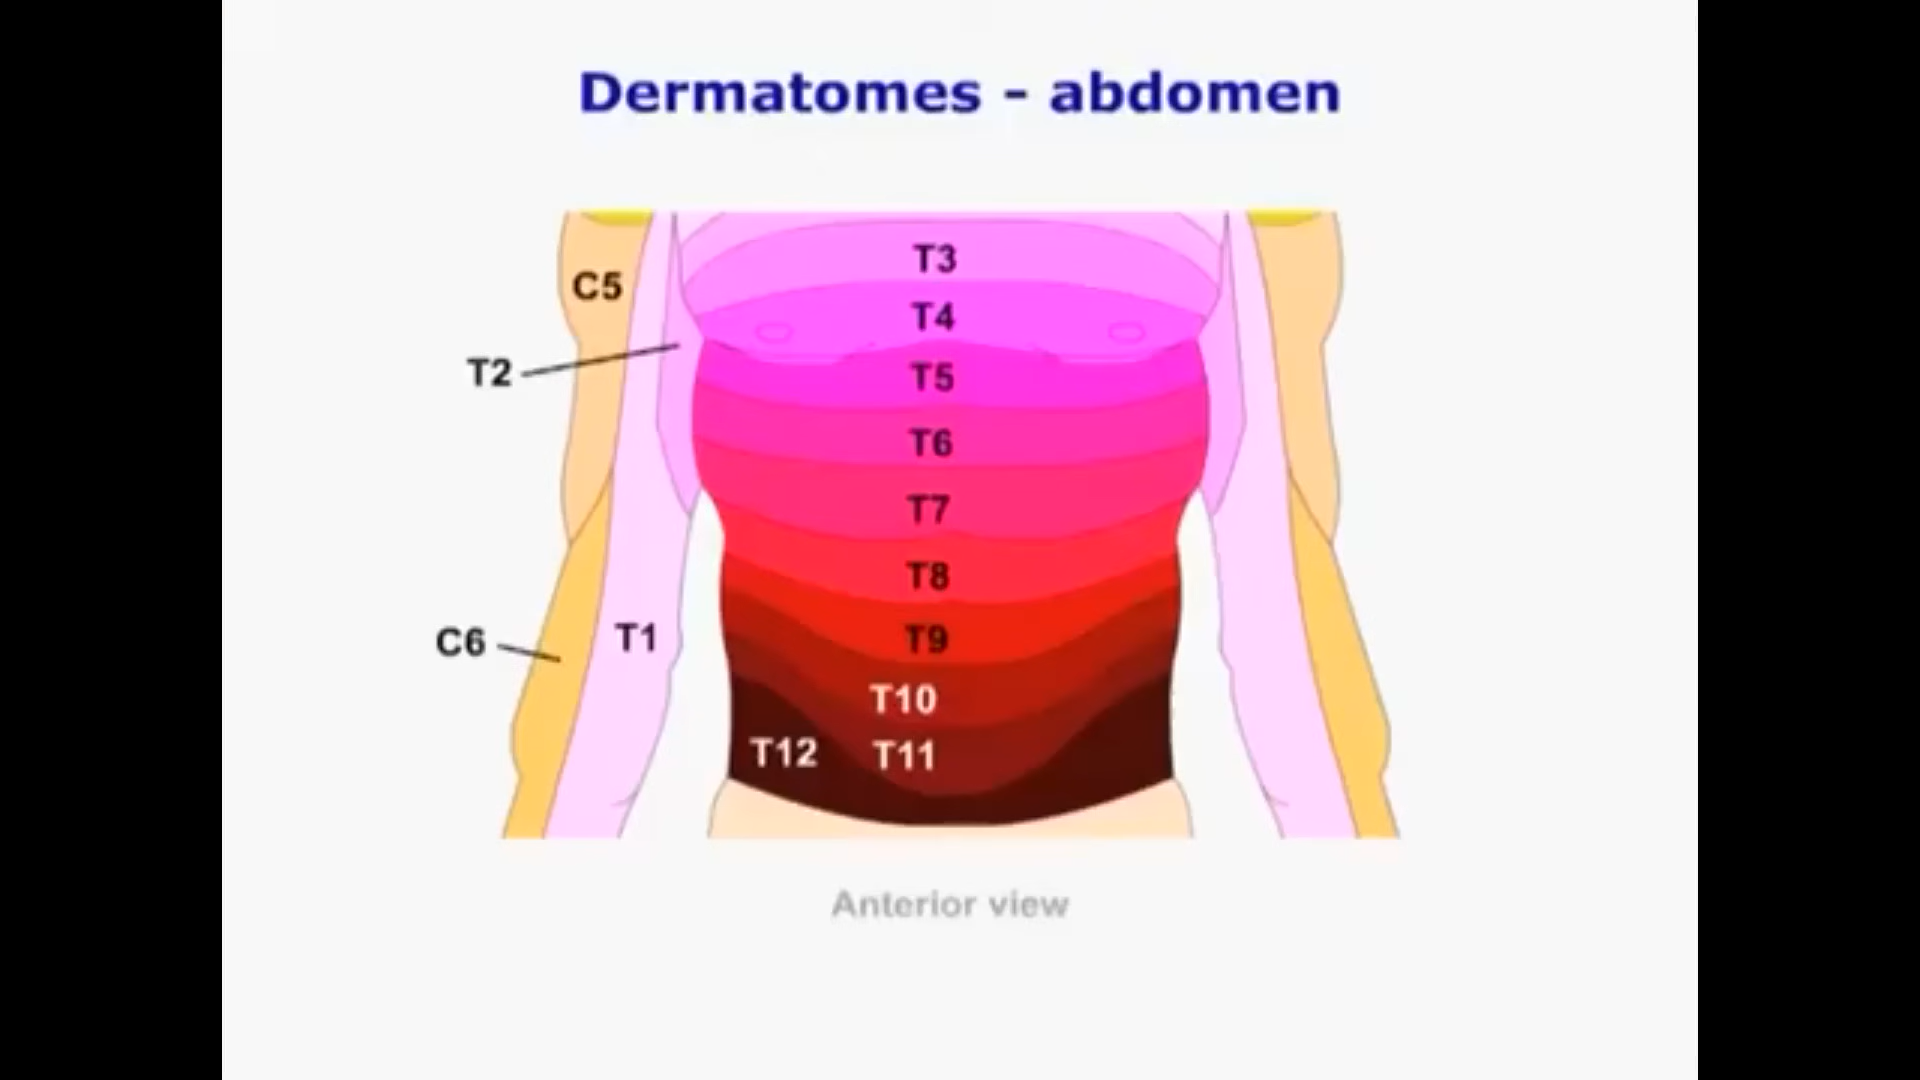 Dermatomes - abdomen
T3
C5
T4
T2
T5
T6
T7
T8
C6
T1
T9
T10
T12
T11
Anterior view